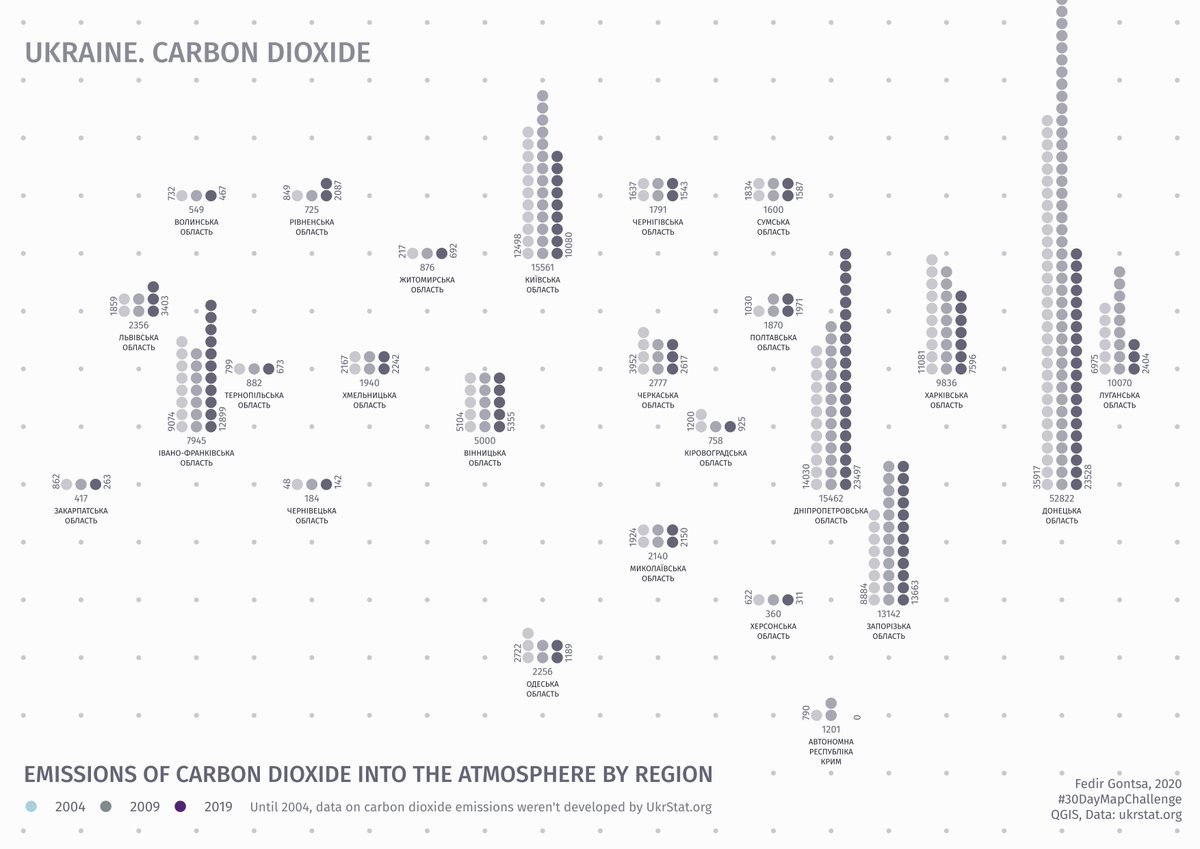 UKRAINE. CARBON DIOXIDE
732
467
549
ВОЛИНСЬКА
ОБЛАСТЬ
849
2087
725
РІВНЕНСЬКА
ОБЛАСТЬ
217
692
876
ЖИТОМИРСЬКА
ОБЛАСТЬ
12498
10080
15561
КИЇВСЬКА
ОБЛАСТЬ
1637
1543
1791
ЧЕРНІГІВСЬКА
ОБЛАСТЬ
1834
1587
1600
СУМСЬКА
ОБЛАСТЬ
1859
3403
2356
ЛЬВІВСЬКА
ОБЛАСТЬ
9074
12899
7945
ІВАНО-ФРАНКІВСЬКА
ОБЛАСТЬ
799
673
882
ТЕРНОПІЛЬСЬКА
ОБЛАСТЬ
2167
2242
1940
ХМЕЛЬНИЦЬКА
ОБЛАСТЬ
5104
5355
5000
ВІННИЦЬКА
ОБЛАСТЬ
3952
2617
2777
ЧЕРКАСЬКА
ОБЛАСТЬ
1030
1971
1870
ПОЛТАВСЬКА
ОБЛАСТЬ
1200
925
758
КІРОВОГРАДСЬКА
ОБЛАСТЬ
14030
23497
15462
ДНІПРОПЕТРОВСЬКА
ОБЛАСТЬ
11081
7596
9836
ХАРКІВСЬКА
ОБЛАСТЬ
35917
23528
52822
ДОНЕЦЬКА
ОБЛАСТЬ
6975
2404
10070
ЛУГАНСЬКА
ОБЛАСТЬ
862
263
417
ЗАКАРПАТСЬКА
ОБЛАСТЬ
48
142
184
ЧЕРНІВЕЦЬКА
ОБЛАСТЬ
1924
2150
2140
МИКОЛАЇВСЬКА
ОБЛАСТЬ
622
311
360
ХЕРСОНСЬКА
ОБЛАСТЬ
8884
13663
13142
ЗАПОРІЗЬКА
ОБЛАСТЬ
2722
1189
2256
ОДЕСЬКА
ОБЛАСТЬ
790
0
1201
АВТОНОМНА
РЕСПУБЛІКА
КРИМ
EMISSIONS OF CARBON DIOXIDE INTO THE ATMOSPHERE BY REGION
2004 2009 2019 Until 2004, data on carbon dioxide emissions weren't developed by UkrStat.org
Fedir Gontsa, 2020
#30DayMapChallenge
QGIS, Data: ukrstat.org